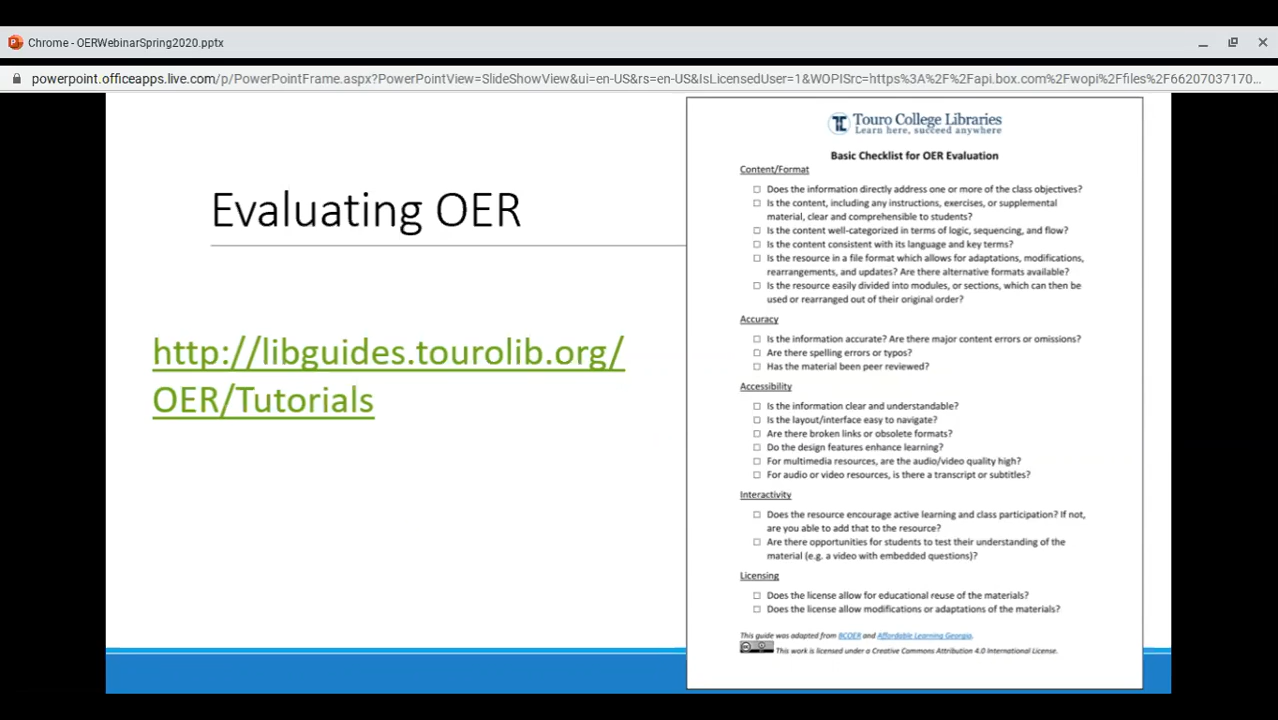 Chrome - OERWebinarSpring2020.pptx
powerpoint.officeapps.live.com/p/PowerPointFrame.aspx?PowerPointView=SlideShowView&ui=en-US&rs=en-US&IsLicensedUser=1&WOPISrc=https%3A%2F%2Fapi.box.com%2Fwopi%2Ffiles%2F66207037170...
Evaluating OER
http://libguides.tourolib.org/
OER/Tutorials
Touro College Libraries
Learn here, succeed anywhere
Basic Checklist for OER Evaluation
Content/Format
Does the information directly address one or more of the class objectives?
Is the content, including any instructions, exercises, or supplemental
material, clear and comprehensible to students?
Is the content well-categorized in terms of logic, sequencing, and flow?
Is the content consistent with its language and key terms?
Is the resource in a file format which allows for adaptations, modifications,
rearrangements, and updates? Are there alternative formats available?
Is the resource easily divided into modules, or sections, which can then be
used or rearranged out of their original order?
Accuracy
Is the information accurate? Are there major content errors or omissions?
Are there spelling errors or typos?
Has the material been peer reviewed?
Accessibility
Is the information clear and understandable?
Is the layout/interface easy to navigate?
Are there broken links or obsolete formats?
Do the design features enhance learning?
For multimedia resources, are the audio/video quality high?
For audio or video resources, is there a transcript or subtitles?
Interactivity
Does the resource encourage active learning and class participation? If not,
are you able to add that to the resource?
Are there opportunities for students to test their understanding of the
material (e.g. a video with embedded questions)?
Licensing
Does the license allow for educational reuse of the materials?
Does the license allow modifications or adaptations of the materials?
This guide was adapted from BCOER and Affordable Learning Georgia.
This work is licensed under a Creative Commons Attribution 4.0 International License.